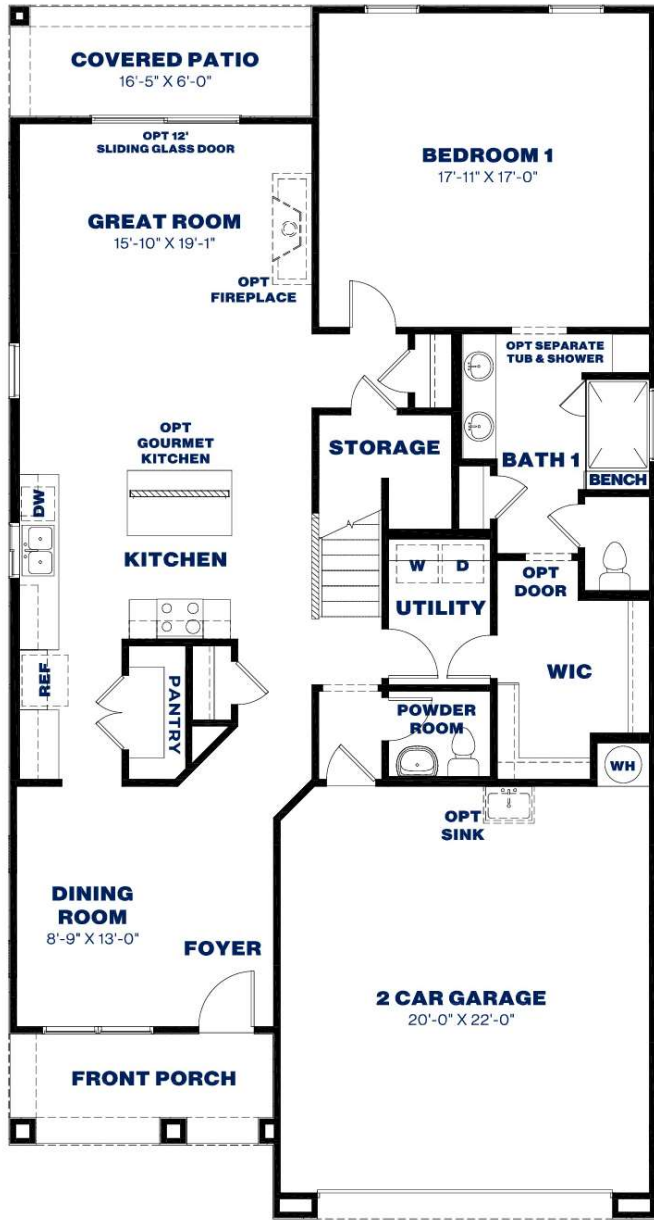 COVERED PATIO
16'-5" X 6'-0"
OPT 12'
SLIDING GLASS DOOR
BEDROOM 1
17'-11" X 17'-0"
GREAT ROOM
15'-10" X 19'-1"
OPT
FIREPLACE
OPT SEPARATE
TUB & SHOWER
OPT
GOURMET
KITCHEN
STORAGE
BATH 1
BENCH
DW
KITCHEN
W
D
UTILITY
OPT
DOOR
WIC
REF
PANTRY
POWDER
ROOM
WH
OPT
SINK
DINING
ROOM
8'-9" X 13'-0"
FOYER
2 CAR GARAGE
20'-0" X 22'-0"
FRONT PORCH